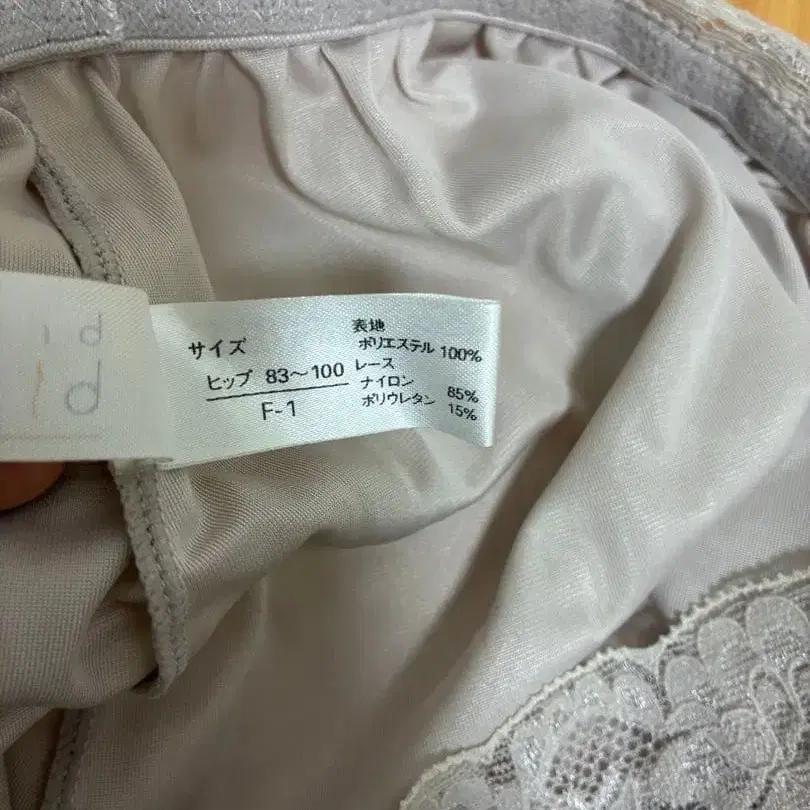 サイズ
ヒップ 83～100
F-1
表地
ポリエステル 100%
レース
ナイロン 85%
ポリウレタン 15%